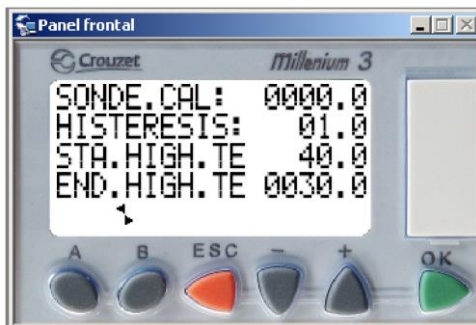 Panel frontal
Crouzet millenium 3
SONDE.CAL: 0000.0
HISTERESIS: 01.0
STA.HIGH.TE 40.0
END.HIGH.TE 0030.0
A B ESC - + OK